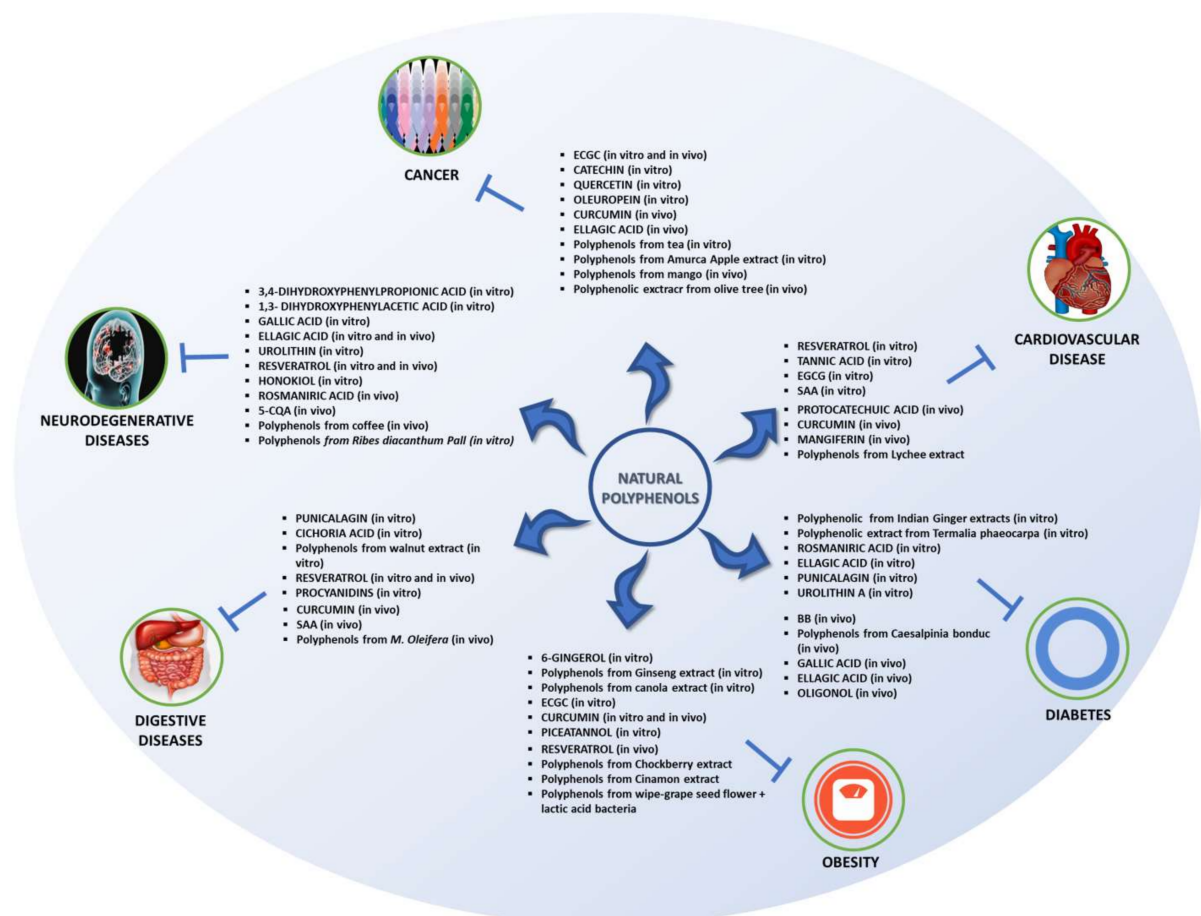 CANCER
▪ ECGC (in vitro and in vivo)
▪ CATECHIN (in vitro)
▪ QUERCETIN (in vitro)
▪ OLEUROPEIN (in vitro)
▪ CURCUMIN (in vivo)
▪ ELLAGIC ACID (in vivo)
▪ Polyphenols from tea (in vitro)
▪ Polyphenols from Amurca Apple extract (in vitro)
▪ Polyphenols from mango (in vivo)
▪ Polyphenolic exctracr from olive tree (in vivo)
▪ 3,4-DIHYDROXYPHENYLPROPIONIC ACID (in vitro)
▪ 1,3- DIHYDROXYPHENYLACETIC ACID (in vitro)
▪ GALLIC ACID (in vitro)
▪ ELLAGIC ACID (in vitro and in vivo)
▪ UROLITHIN (in vitro)
▪ RESVERATROL (in vitro and in vivo)
▪ HONOKIOL (in vitro)
▪ ROSMANIRIC ACID (in vivo)
▪ 5-CQA (in vivo)
▪ Polyphenols from coffee (in vivo)
▪ Polyphenols from Ribes diacanthum Pall (in vitro)
NEURODEGENERATIVE
DISEASES
▪ RESVERATROL (in vitro)
▪ TANNIC ACID (in vitro)
▪ EGCG (in vitro)
▪ SAA (in vitro)
▪ PROTOCATECHUIC ACID (in vivo)
▪ CURCUMIN (in vivo)
▪ MANGIFERIN (in vivo)
▪ Polyphenols from Lychee extract
CARDIOVASCULAR
DISEASE
NATURAL
POLYPHENOLS
▪ PUNICALAGIN (in vitro)
▪ CICHORIA ACID (in vitro)
▪ Polyphenols from walnut extract (in
vitro)
▪ RESVERATROL (in vitro and in vivo)
▪ PROCYANIDINS (in vitro)
▪ CURCUMIN (in vivo)
▪ SAA (in vivo)
▪ Polyphenols from M. Oleifera (in vivo)
DIGESTIVE
DISEASES
▪ Polyphenolic from Indian Ginger extracts (in vitro)
▪ Polyphenolic extract from Termalia phaeocarpa (in vitro)
▪ ROSMANIRIC ACID (in vitro)
▪ ELLAGIC ACID (in vitro)
▪ PUNICALAGIN (in vitro)
▪ UROLITHIN A (in vitro)
▪ BB (in vivo)
▪ Polyphenols from Caesalpinia bonduc
(in vivo)
▪ GALLIC ACID (in vivo)
▪ ELLAGIC ACID (in vivo)
▪ OLIGONOL (in vivo)
DIABETES
▪ 6-GINGEROL (in vitro)
▪ Polyphenols from Ginseng extract (in vitro)
▪ Polyphenols from canola extract (in vitro)
▪ ECGC (in vitro)
▪ CURCUMIN (in vitro and in vivo)
▪ PICEATANNOL (in vitro)
▪ RESVERATROL (in vivo)
▪ Polyphenols from Chockberry extract
▪ Polyphenols from Cinamon extract
▪ Polyphenols from wipe-grape seed flower +
lactic acid bacteria
OBESITY